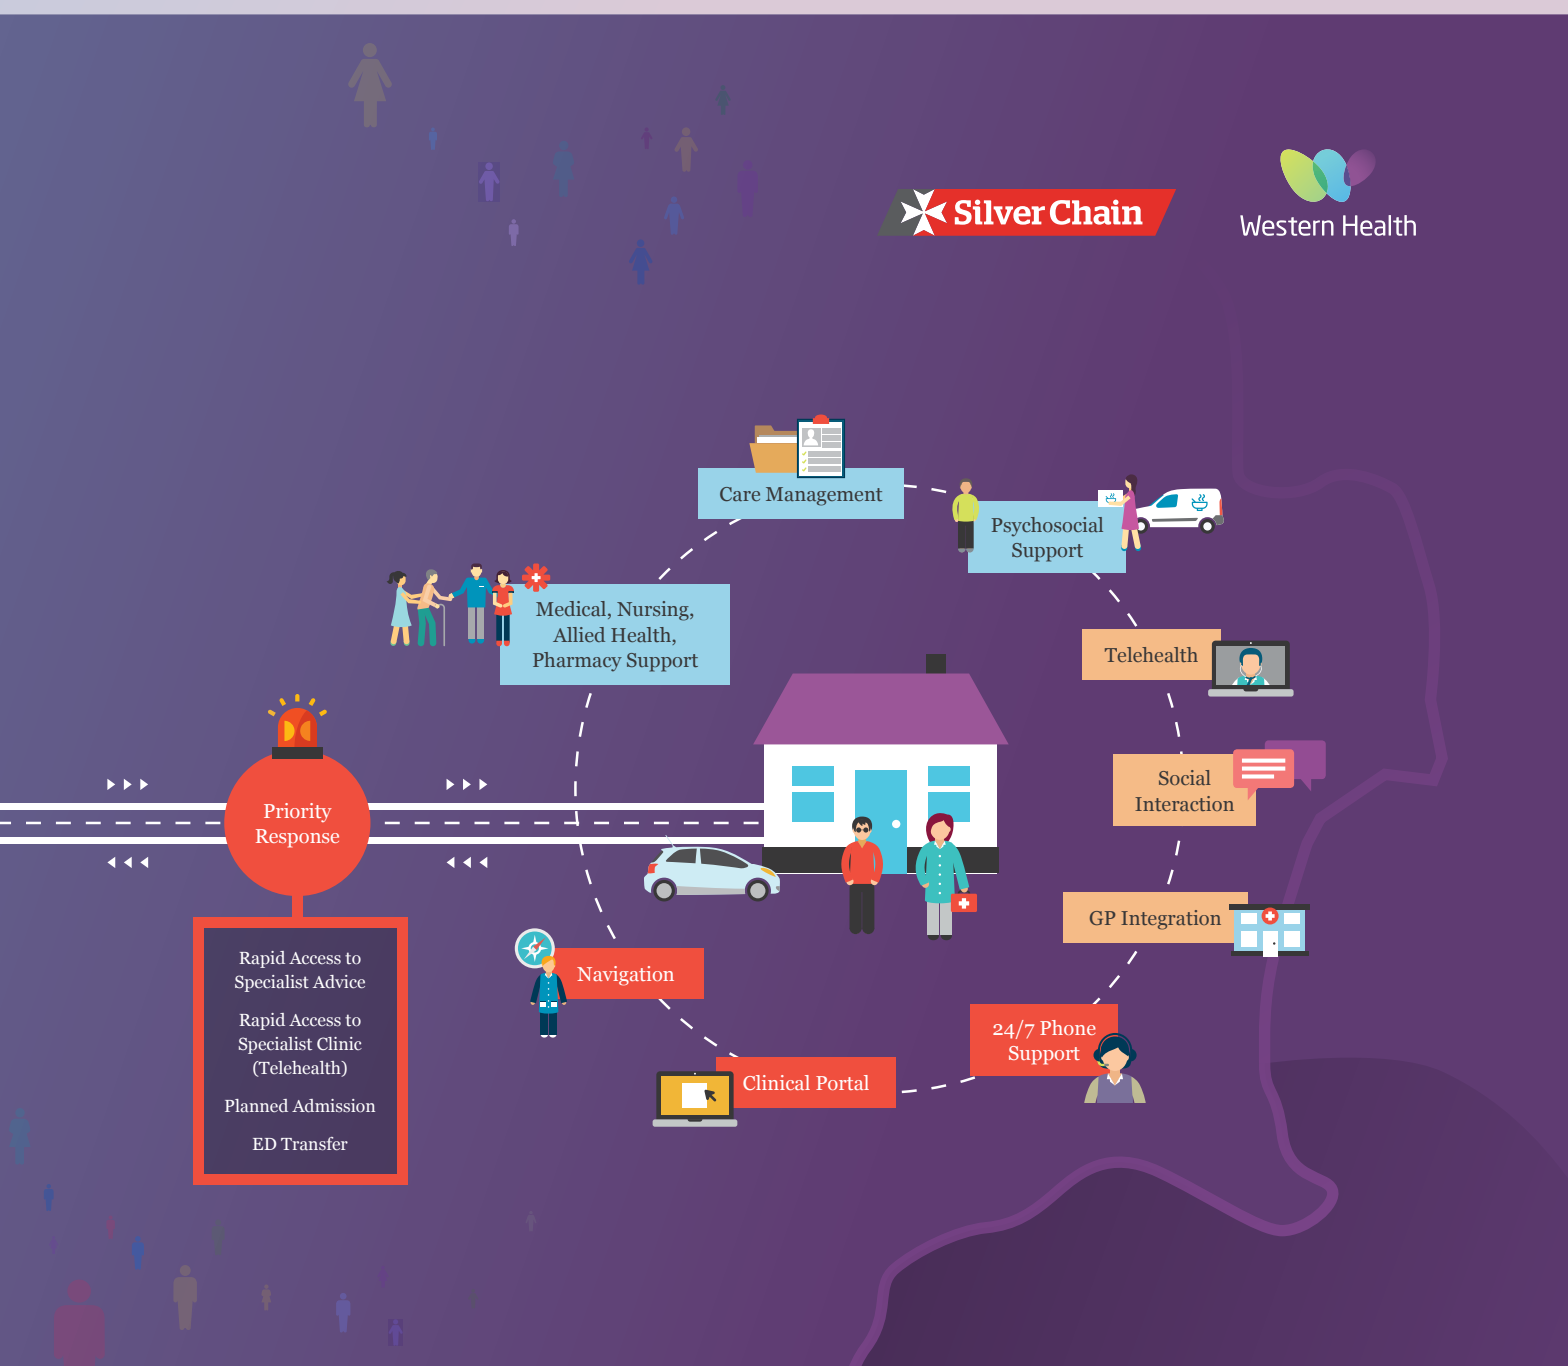 Silver Chain
Western Health
Care Management
Psychosocial
Support
Medical, Nursing,
Allied Health,
Pharmacy Support
Telehealth
Social
Interaction
Priority
Response
GP Integration
Navigation
24/7 Phone
Support
Clinical Portal
Rapid Access to
Specialist Advice
Rapid Access to
Specialist Clinic
(Telehealth)
Planned Admission
ED Transfer